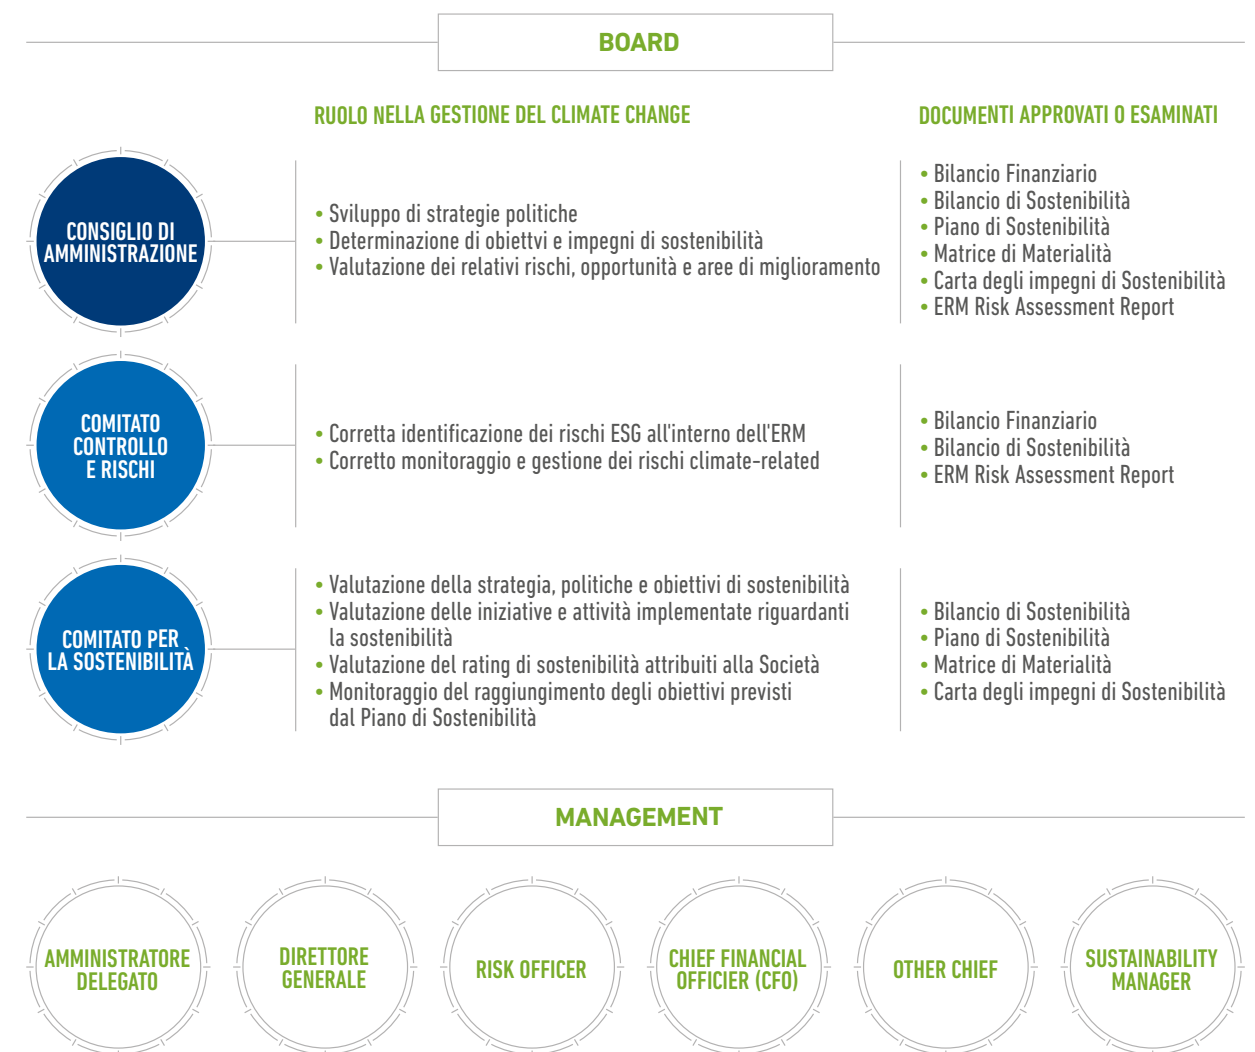 BOARD
RUOLO NELLA GESTIONE DEL CLIMATE CHANGE
DOCUMENTI APPROVATI O ESAMINATI
CONSIGLIO DI
AMMINISTRAZIONE
• Sviluppo di strategie politiche
• Determinazione di obiettvi e impegni di sostenibilità
• Valutazione dei relativi rischi, opportunità e aree di miglioramento
• Bilancio Finanziario
• Bilancio di Sostenibilità
• Piano di Sostenibilità
• Matrice di Materialità
• Carta degli impegni di Sostenibilità
• ERM Risk Assessment Report
COMITATO
CONTROLLO
E RISCHI
• Corretta identificazione dei rischi ESG all'interno dell'ERM
• Corretto monitoraggio e gestione dei rischi climate-related
• Bilancio Finanziario
• Bilancio di Sostenibilità
• ERM Risk Assessment Report
COMITATO PER
LA SOSTENIBILITÀ
• Valutazione della strategia, politiche e obiettivi di sostenibilità
• Valutazione delle iniziative e attività implementate riguardanti
la sostenibilità
• Valutazione del rating di sostenibilità attribuiti alla Società
• Monitoraggio del raggiungimento degli obiettivi previsti
dal Piano di Sostenibilità
• Bilancio di Sostenibilità
• Piano di Sostenibilità
• Matrice di Materialità
• Carta degli impegni di Sostenibilità
MANAGEMENT
AMMINISTRATORE
DELEGATO
DIRETTORE
GENERALE
RISK OFFICER
CHIEF FINANCIAL
OFFICIER (CFO)
OTHER CHIEF
SUSTAINABILITY
MANAGER